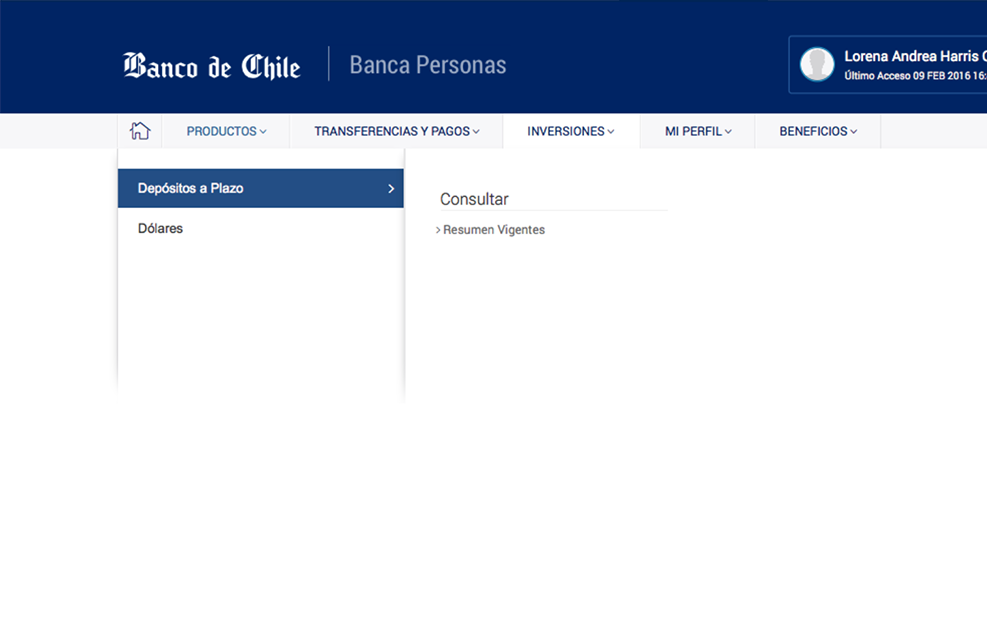 Banco de Chile
Banca Personas
Lorena Andrea Harris
Último Acceso 09 FEB 2016 16:
PRODUCTOS
TRANSFERENCIAS Y PAGOS
INVERSIONES
MI PERFIL
BENEFICIOS
Depósitos a Plazo
Dólares
Consultar
Resumen Vigentes